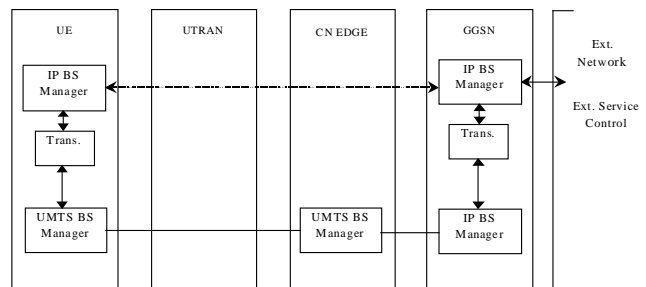 UE
UTRAN
CN EDGE
GGSN
Ext.
Network
Ext. Service
Control
IP BS
Manager
IP BS
Manager
Trans.
Trans.
UMTS BS
Manager
UMTS BS
Manager
IP BS
Manager